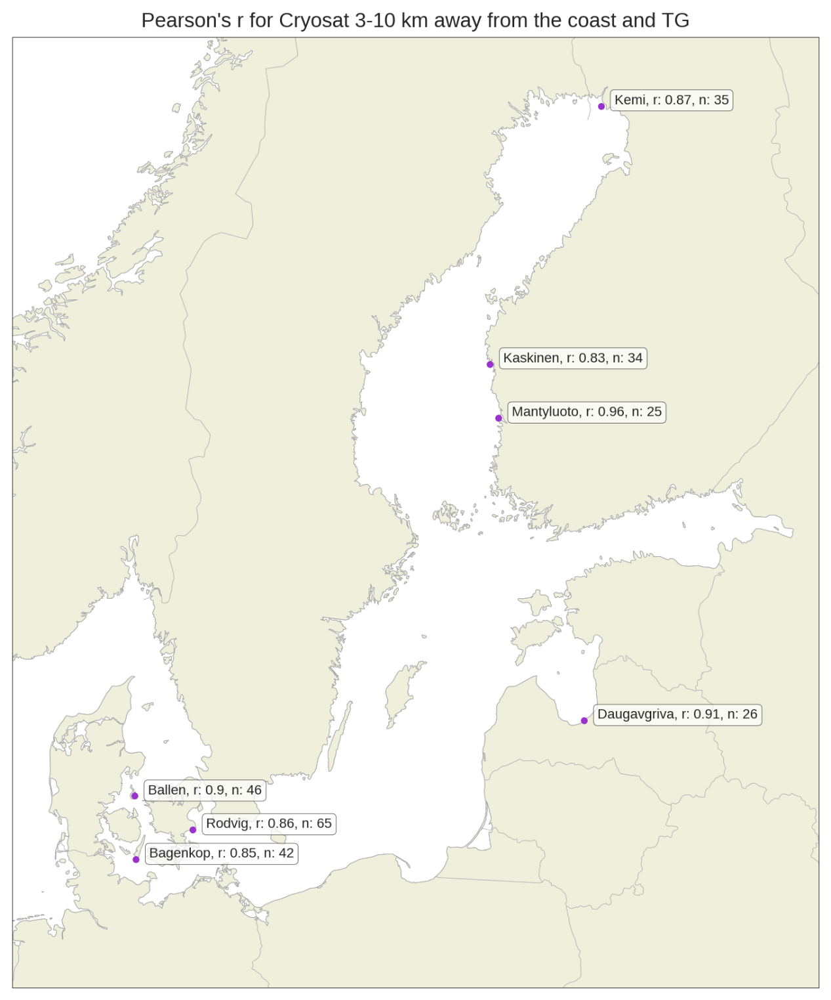 Pearson's r for Cryosat 3-10 km away from the coast and TG
Kemi, r: 0.87, n: 35
Kaskinen, r: 0.83, n: 34
Mantyluoto, r: 0.96, n: 25
Daugavgriva, r: 0.91, n: 26
Ballen, r: 0.9, n: 46
Rodvig, r: 0.86, n: 65
Bagenkop, r: 0.85, n: 42